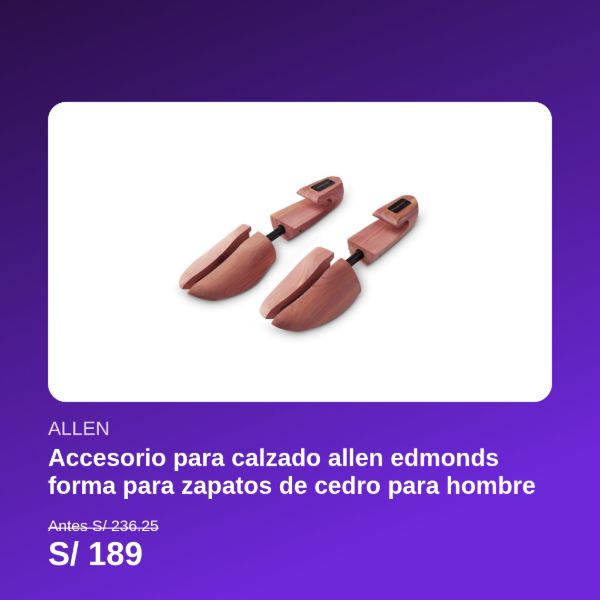 ALLEN
Accesorio para calzado allen edmonds
forma para zapatos de cedro para hombre
Antes S/ 236.25
S/ 189